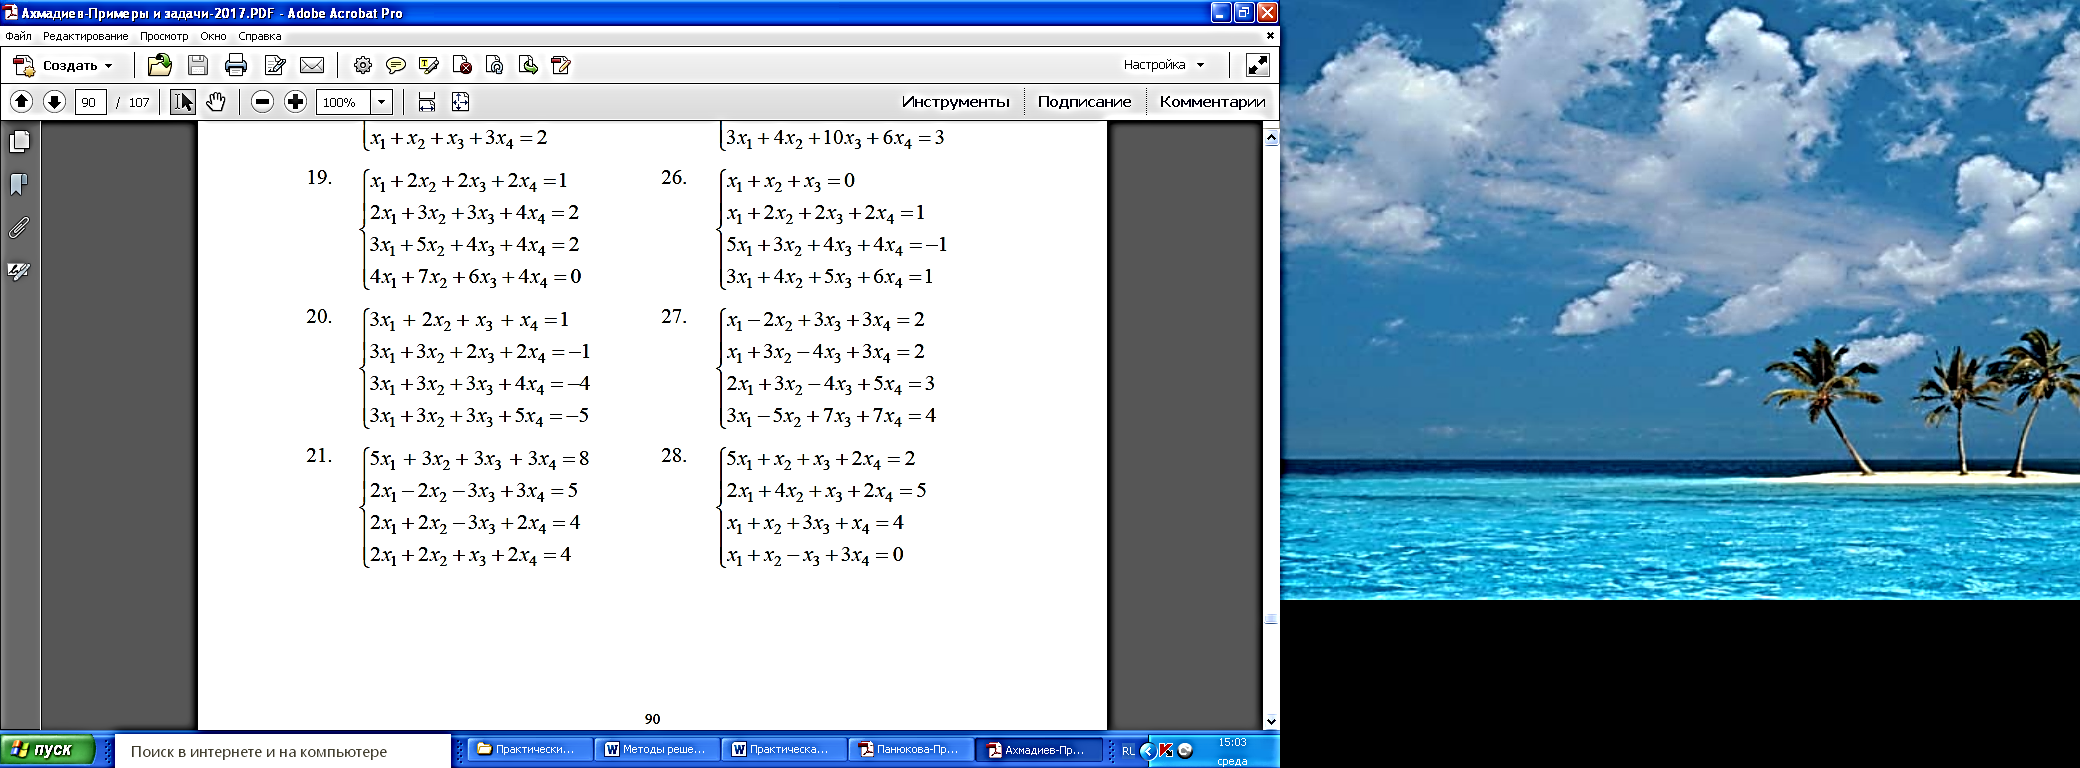 Ахмадиев-Примеры и задачи-2017.PDF - Adobe Acrobat Pro
Файл Редактирование Просмотр Окно Справка
Создать Настройка
90 / 107 100% Инструменты Подписание Комментарии
x₁ + x₂ + x₃ + 3x₄ = 2
3x₁ + 4x₂ + 10x₃ + 6x₄ = 3
19.
x₁ + 2x₂ + 2x₃ + 2x₄ = 1
2x₁ + 3x₂ + 3x₃ + 4x₄ = 2
3x₁ + 5x₂ + 4x₃ + 4x₄ = 2
4x₁ + 7x₂ + 6x₃ + 4x₄ = 0
26.
x₁ + x₂ + x₃ = 0
x₁ + 2x₂ + 2x₃ + 2x₄ = 1
5x₁ + 3x₂ + 4x₃ + 4x₄ = −1
3x₁ + 4x₂ + 5x₃ + 6x₄ = 1
20.
3x₁ + 2x₂ + x₃ + x₄ = 1
3x₁ + 3x₂ + 2x₃ + 2x₄ = −1
3x₁ + 3x₂ + 3x₃ + 4x₄ = −4
3x₁ + 3x₂ + 3x₃ + 5x₄ = −5
27.
x₁ − 2x₂ + 3x₃ + 3x₄ = 2
x₁ + 3x₂ − 4x₃ + 3x₄ = 2
2x₁ + 3x₂ − 4x₃ + 5x₄ = 3
3x₁ − 5x₂ + 7x₃ + 7x₄ = 4
21.
5x₁ + 3x₂ + 3x₃ + 3x₄ = 8
2x₁ − 2x₂ − 3x₃ + 3x₄ = 5
2x₁ + 2x₂ − 3x₃ + 2x₄ = 4
2x₁ + 2x₂ + x₃ + 2x₄ = 4
28.
5x₁ + x₂ + x₃ + 2x₄ = 2
2x₁ + 4x₂ + x₃ + 2x₄ = 5
x₁ + x₂ + 3x₃ + x₄ = 4
x₁ + x₂ − x₃ + 3x₄ = 0
90
пуск
Поиск в интернете и на компьютере
Практически...
Методы реше...
Практическа...
Панюкова-Пр...
Ахмадиев-Пр...
RL
15:03
среда